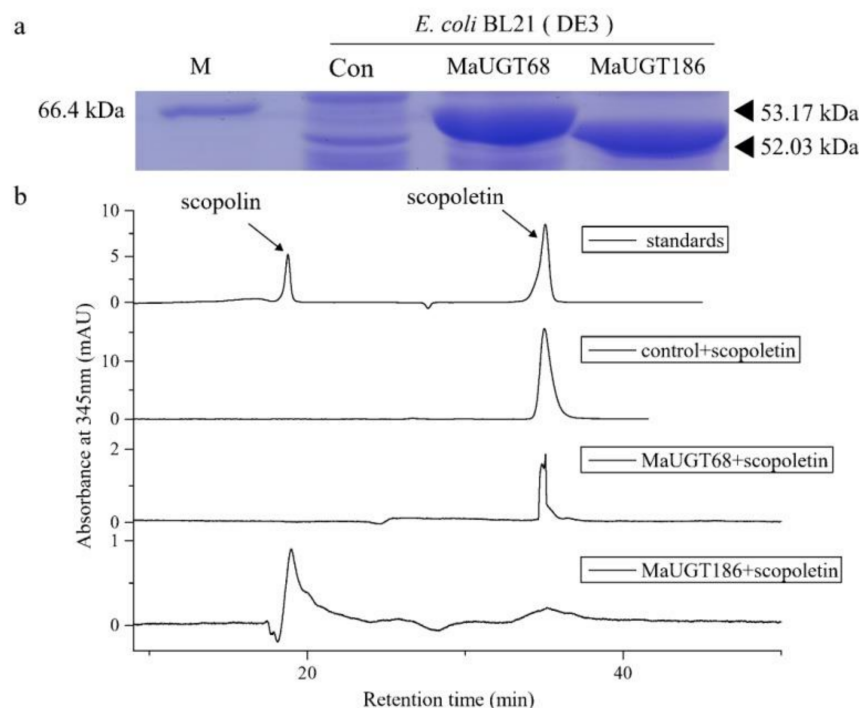 a
E. coli BL21 ( DE3 )
M
Con
MaUGT68
MaUGT186
66.4 kDa
53.17 kDa
52.03 kDa
b
scopolin
scopoletin
10
5
0
standards
10
0
control+scopoletin
2
0
MaUGT68+scopoletin
1
0
MaUGT186+scopoletin
Absorbance at 345nm (mAU)
20
40
Retention time (min)